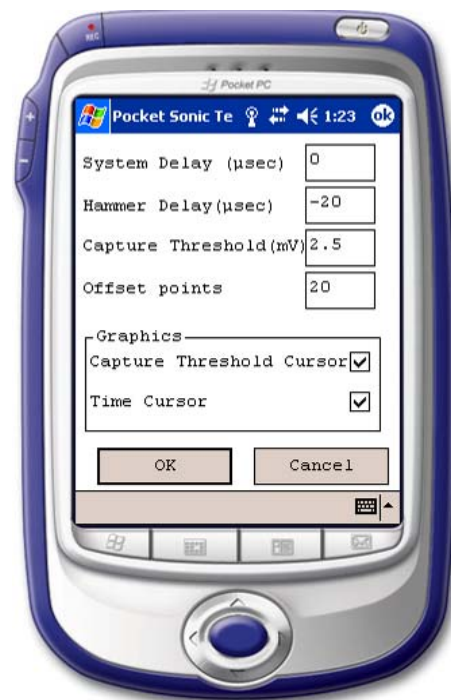 REC
Pocket PC
Pocket Sonic Te 1:23 ok
System Delay (µsec) 0
Hammer Delay(µsec) -20
Capture Threshold(mV) 2.5
Offset points 20
Graphics
Capture Threshold Cursor
Time Cursor
OK Cancel